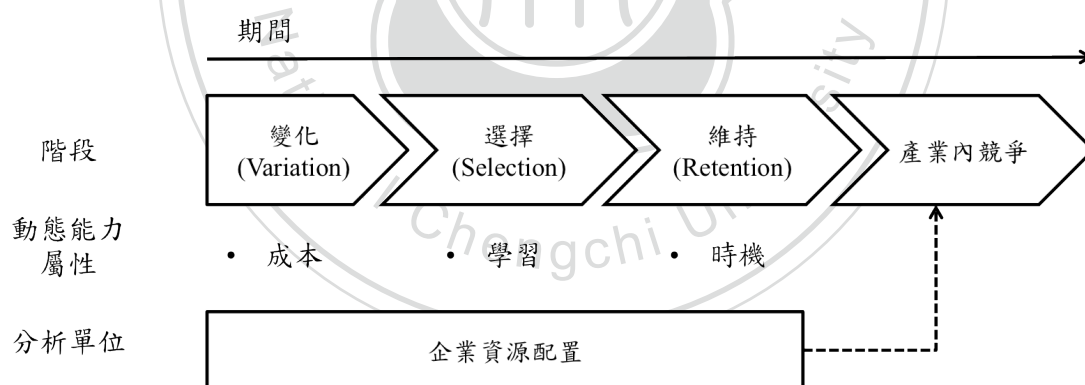 期間
階段
變化
(Variation)
選擇
(Selection)
維持
(Retention)
產業內競爭
動態能力
屬性
• 成本
• 學習
• 時機
分析單位
企業資源配置
Chengchi Un